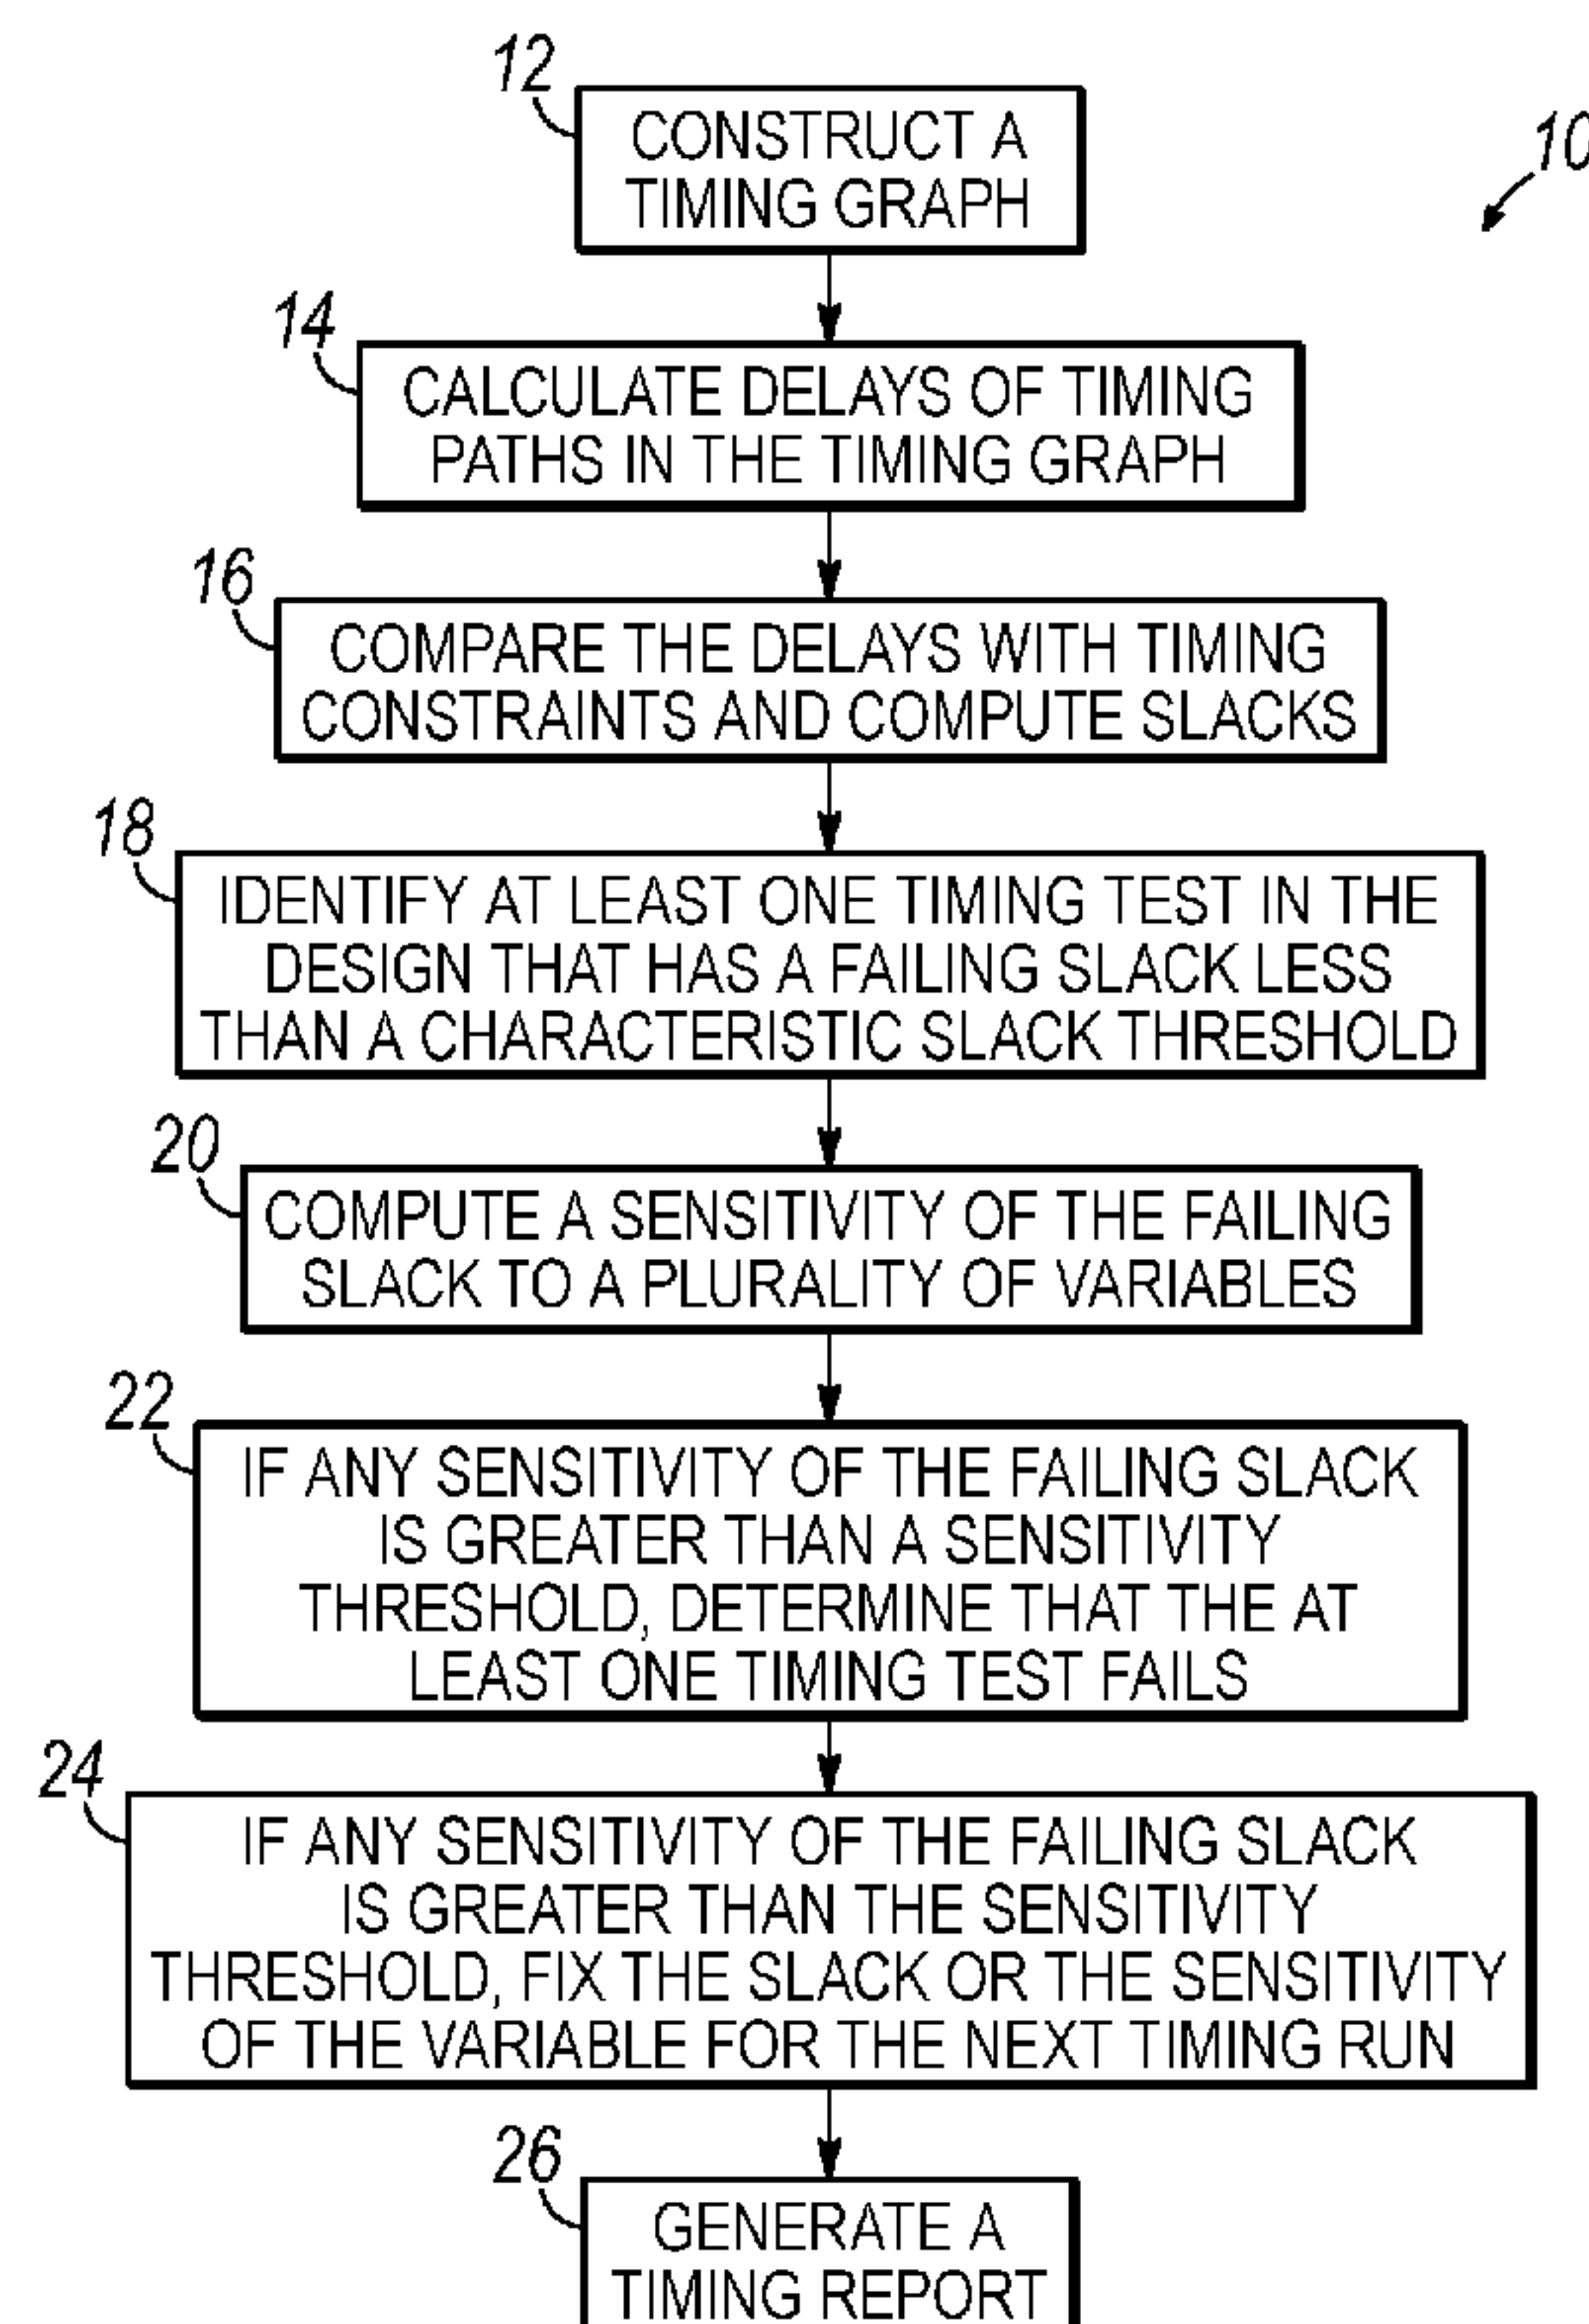 12
CONSTRUCT A
TIMING GRAPH
10
14
CALCULATE DELAYS OF TIMING
PATHS IN THE TIMING GRAPH
16
COMPARE THE DELAYS WITH TIMING
CONSTRAINTS AND COMPUTE SLACKS
18
IDENTIFY AT LEAST ONE TIMING TEST IN THE
DESIGN THAT HAS A FAILING SLACK LESS
THAN A CHARACTERISTIC SLACK THRESHOLD
20
COMPUTE A SENSITIVITY OF THE FAILING
SLACK TO A PLURALITY OF VARIABLES
22
IF ANY SENSITIVITY OF THE FAILING SLACK
IS GREATER THAN A SENSITIVITY
THRESHOLD, DETERMINE THAT THE AT
LEAST ONE TIMING TEST FAILS
24
IF ANY SENSITIVITY OF THE FAILING SLACK
IS GREATER THAN THE SENSITIVITY
THRESHOLD, FIX THE SLACK OR THE SENSITIVITY
OF THE VARIABLE FOR THE NEXT TIMING RUN
26
GENERATE A
TIMING REPORT